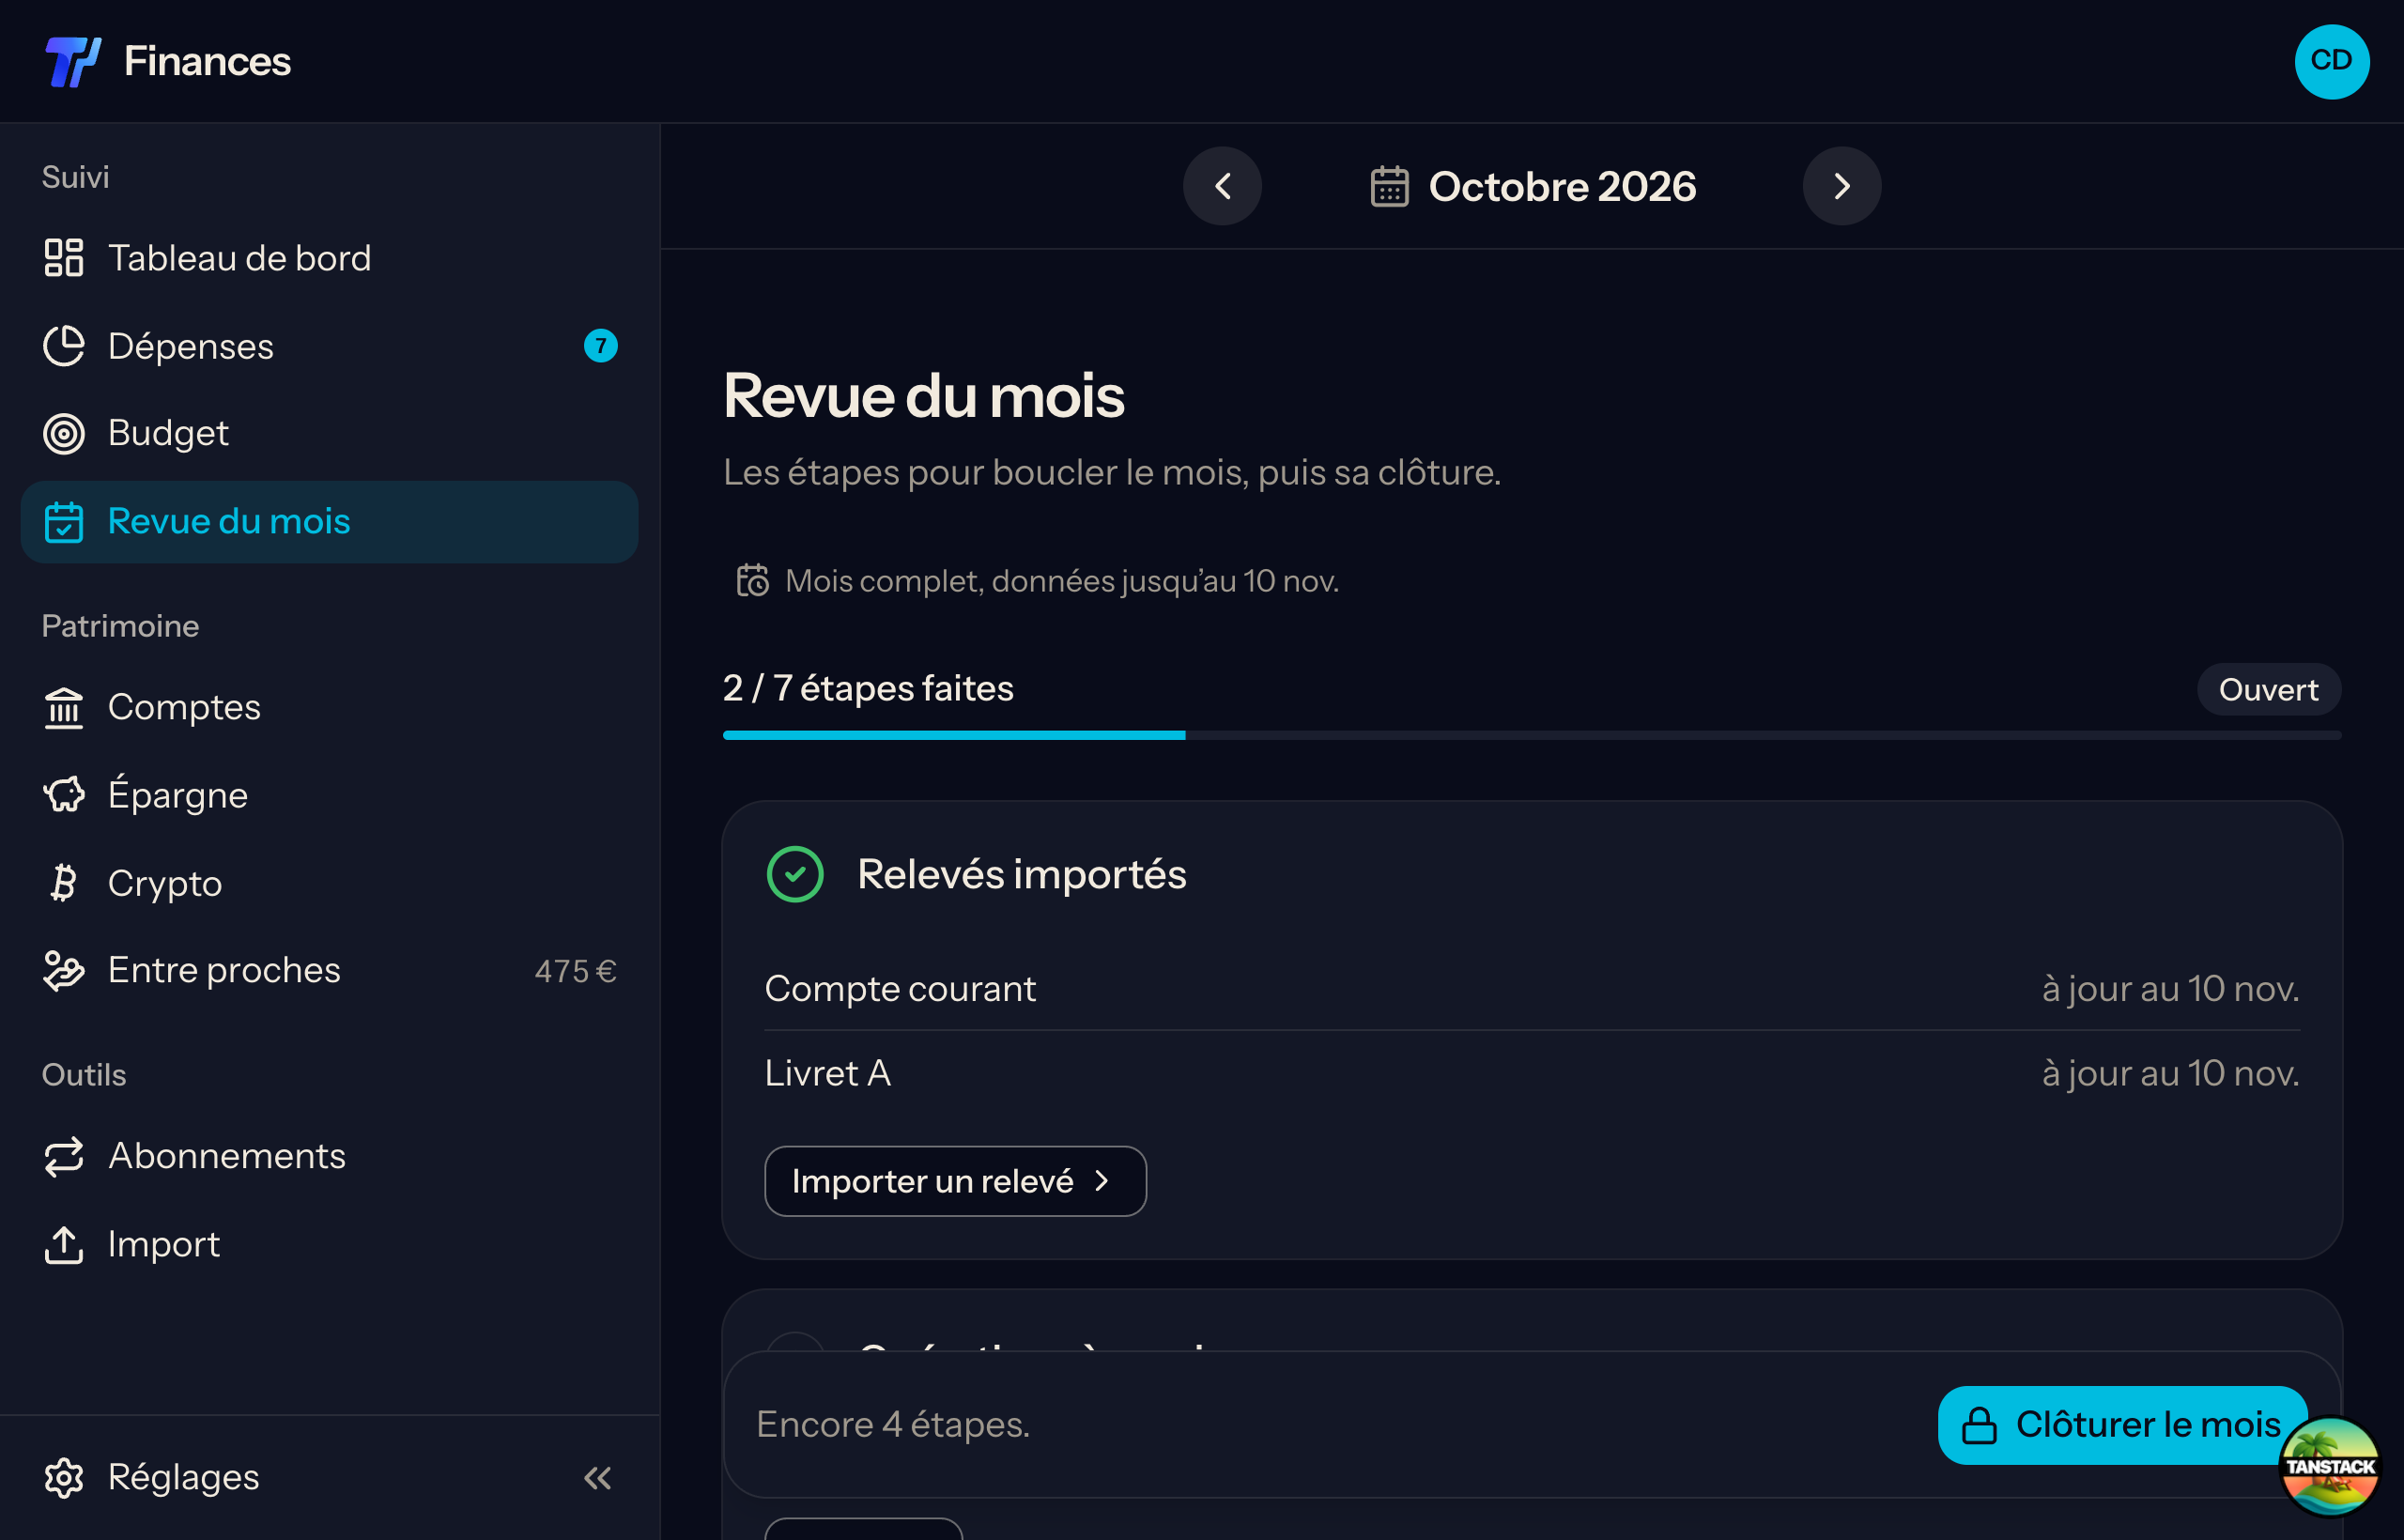 Finances
CD
Suivi
Tableau de bord
Dépenses
7
Budget
Revue du mois
Patrimoine
Comptes
Épargne
Crypto
Entre proches
475 €
Outils
Abonnements
Import
Réglages
Octobre 2026
Revue du mois
Les étapes pour boucler le mois, puis sa clôture.
Mois complet, données jusqu’au 10 nov.
2 / 7 étapes faites
Ouvert
Relevés importés
Compte courant
à jour au 10 nov.
Livret A
à jour au 10 nov.
Importer un relevé
Encore 4 étapes.
Clôturer le mois
TANSTACK